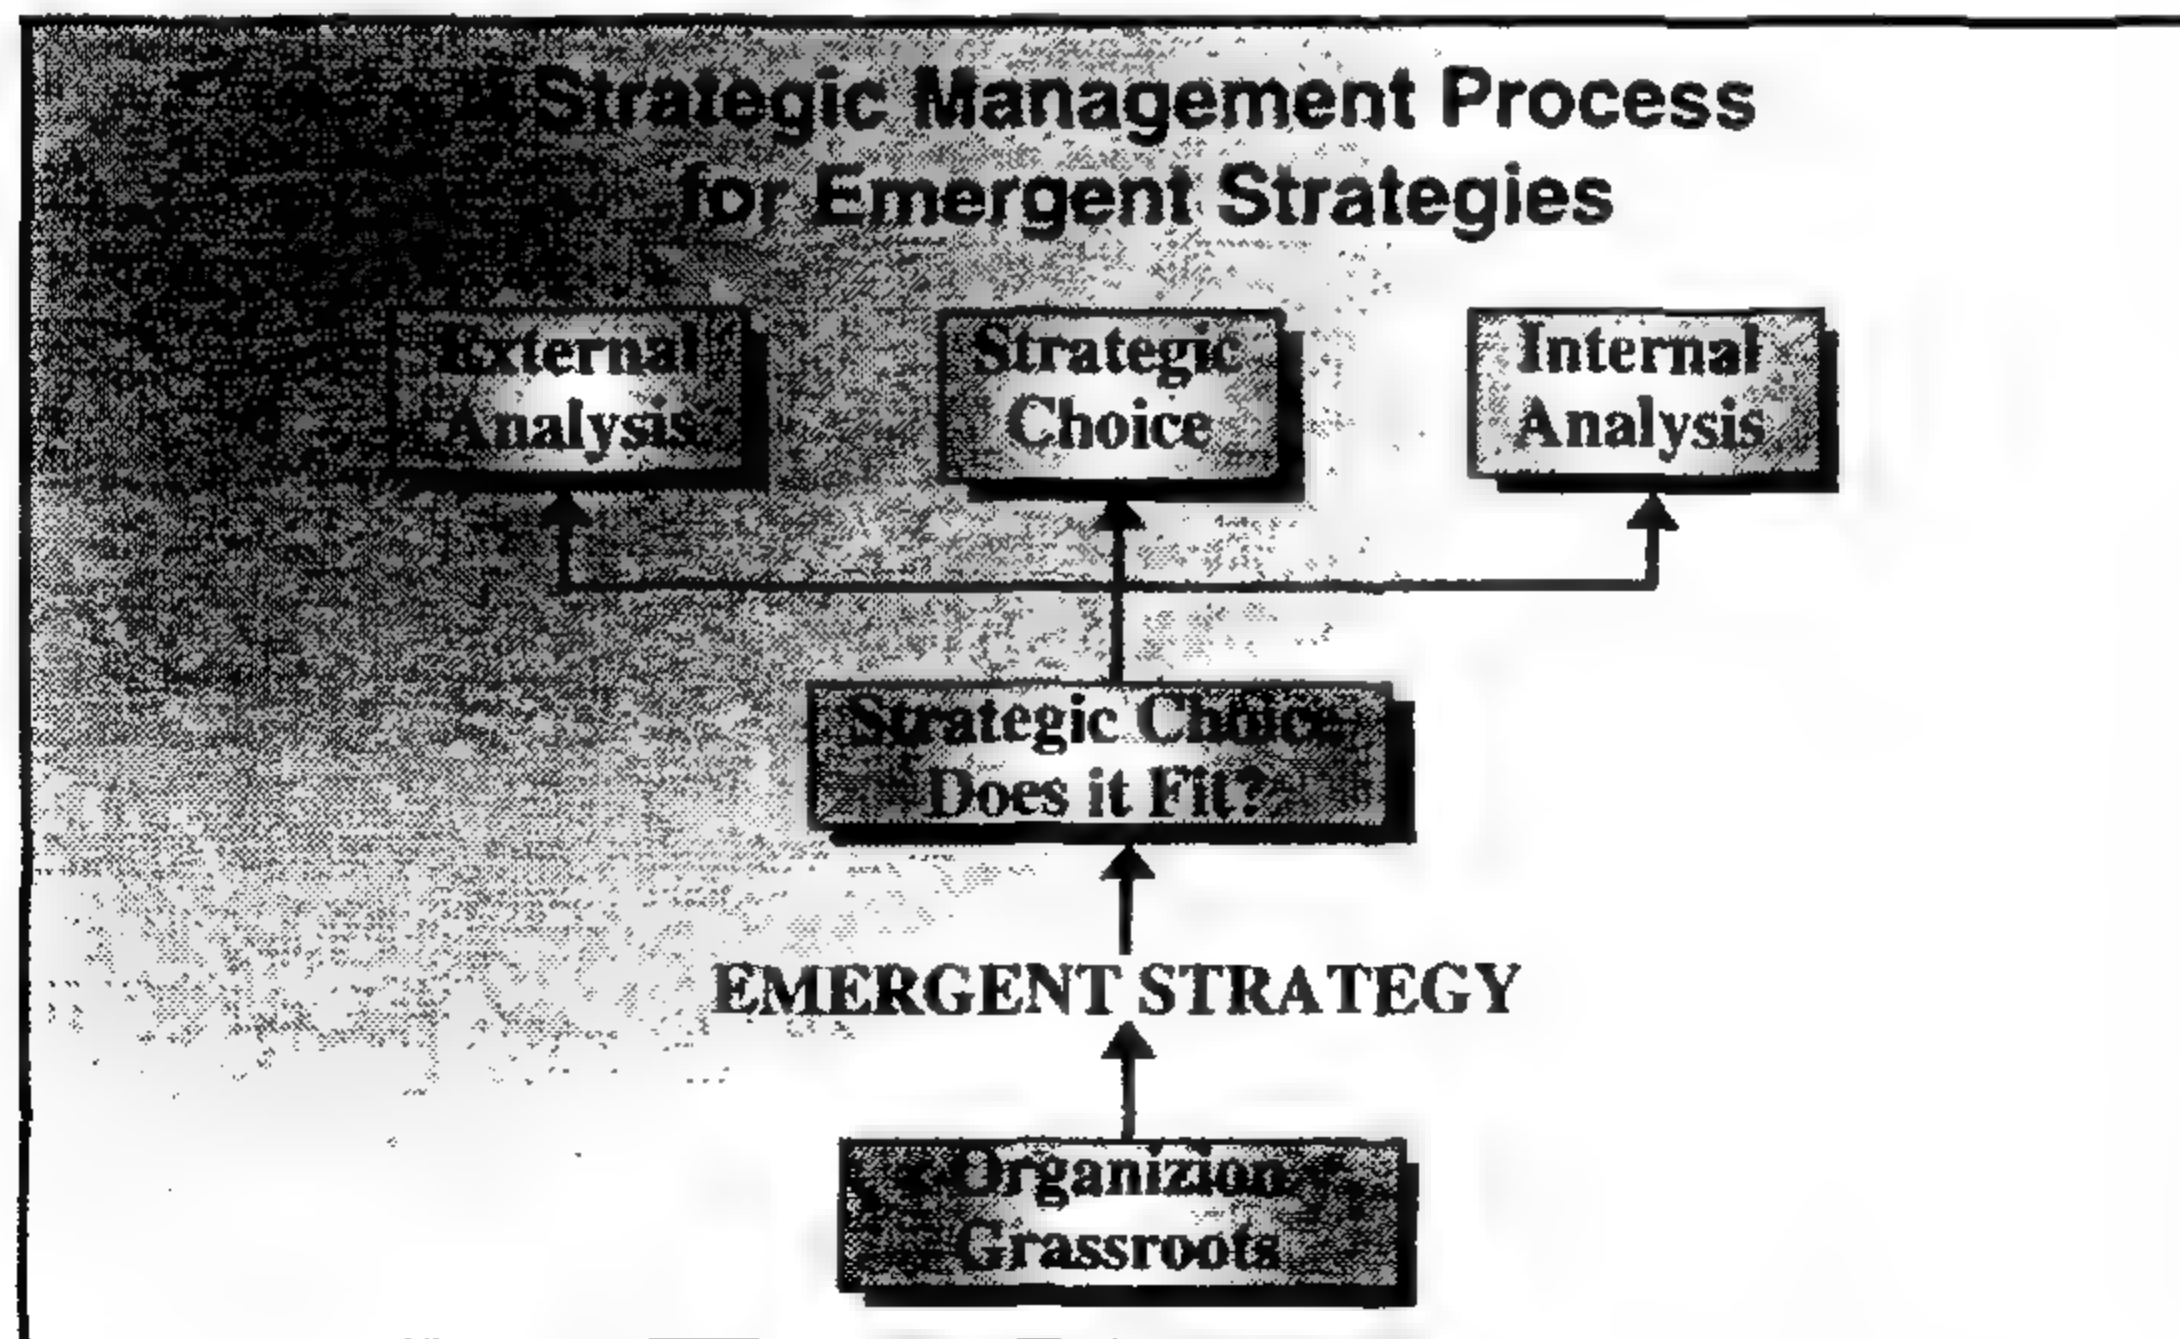 Strategic Management Process
for Emergent Strategies
External
Analysis
Strategic
Choice
Internal
Analysis
Strategic Choice
Does it Fit?
EMERGENT STRATEGY
Organizion
Grassroots